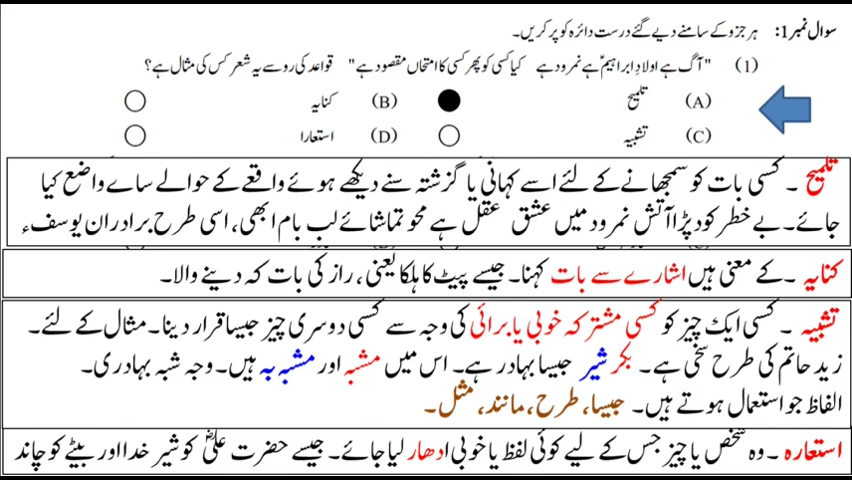 سوال نمبر1: ہر جزو کے سامنے دیے گئے درست دائرہ کو پر کریں۔
(1) "آگ ہے اولادِ ابراہیمؑ ہے نمرود ہے کیا کسی کو پھر کسی کا امتحاں مقصود ہے" قواعد کی رو سے یہ شعر کس کی مثال ہے؟
(A) تلمیح (B) کنایہ
(C) تشبیہ (D) استعارا
تلمیح ۔ کسی بات کو سمجھانے کے لئے اسے کہانی یا گزشتہ سنے دیکھے ہوئے واقعے کے حوالے ساے واضع کیا
جائے۔ بے خطر کود پڑا آتش نمرود میں عشق عقل ہے محو تماشائے لب بام ابھی، اسی طرح برادران یوسفء
کنایہ ۔ کے معنی ہیں اشارے سے بات کہنا۔ جیسے پیٹ کا ہلکا یعنی، راز کی بات کہ دینے والا۔
تشبیہ ۔ کسی ایک چیز کو کسی مشترکہ خوبی یا برائی کی وجہ سے کسی دوسری چیز جیسا قرار دینا۔ مثال کے لئے۔
زید حاتم کی طرح سخی ہے۔ بکر شیر جیسا بہادر ہے۔ اس میں مشبہ اور مشبہ بہ ہیں۔ وجہ شبہ بہادری۔
الفاظ جو استعمال ہوتے ہیں۔ جیسا، طرح، مانند، مثل۔
استعارہ ۔ وہ شخص یا چیز جس کے لیے کوئی لفظ یا خوبی ادھار لیا جائے۔ جیسے حضرت علیؓ کو شیر خدا اور بیٹے کو چاند